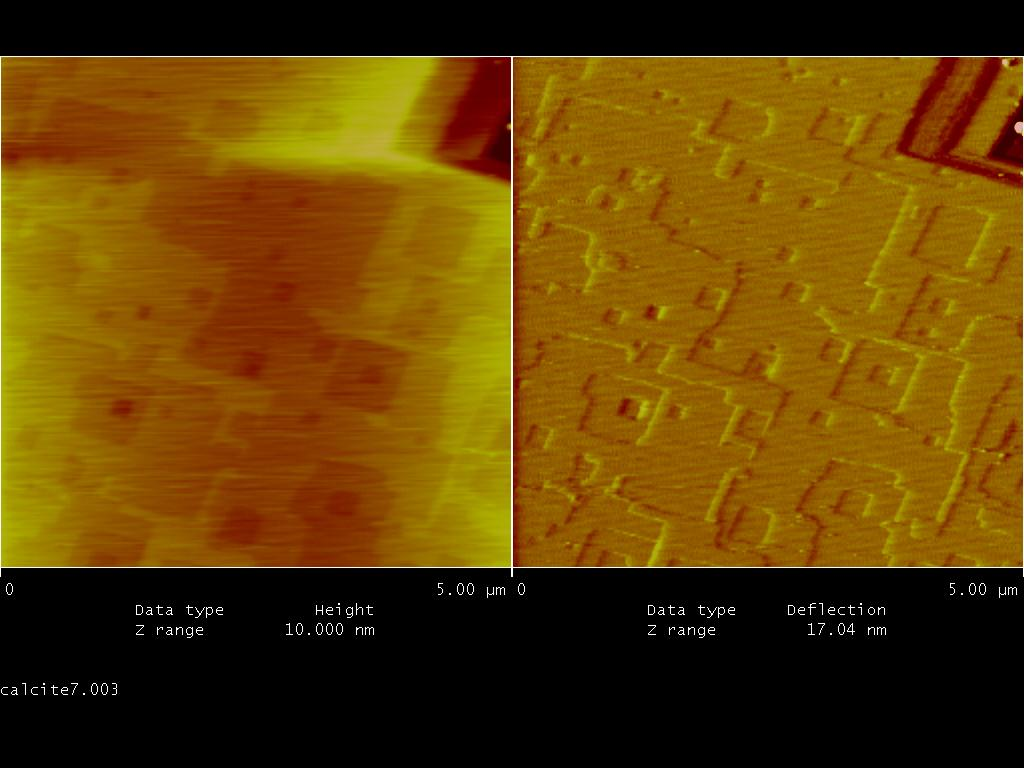 0 5.00 µm 0 5.00 µm
Data type Height Data type Deflection
Z range 10.000 nm Z range 17.04 nm
calcite7.003